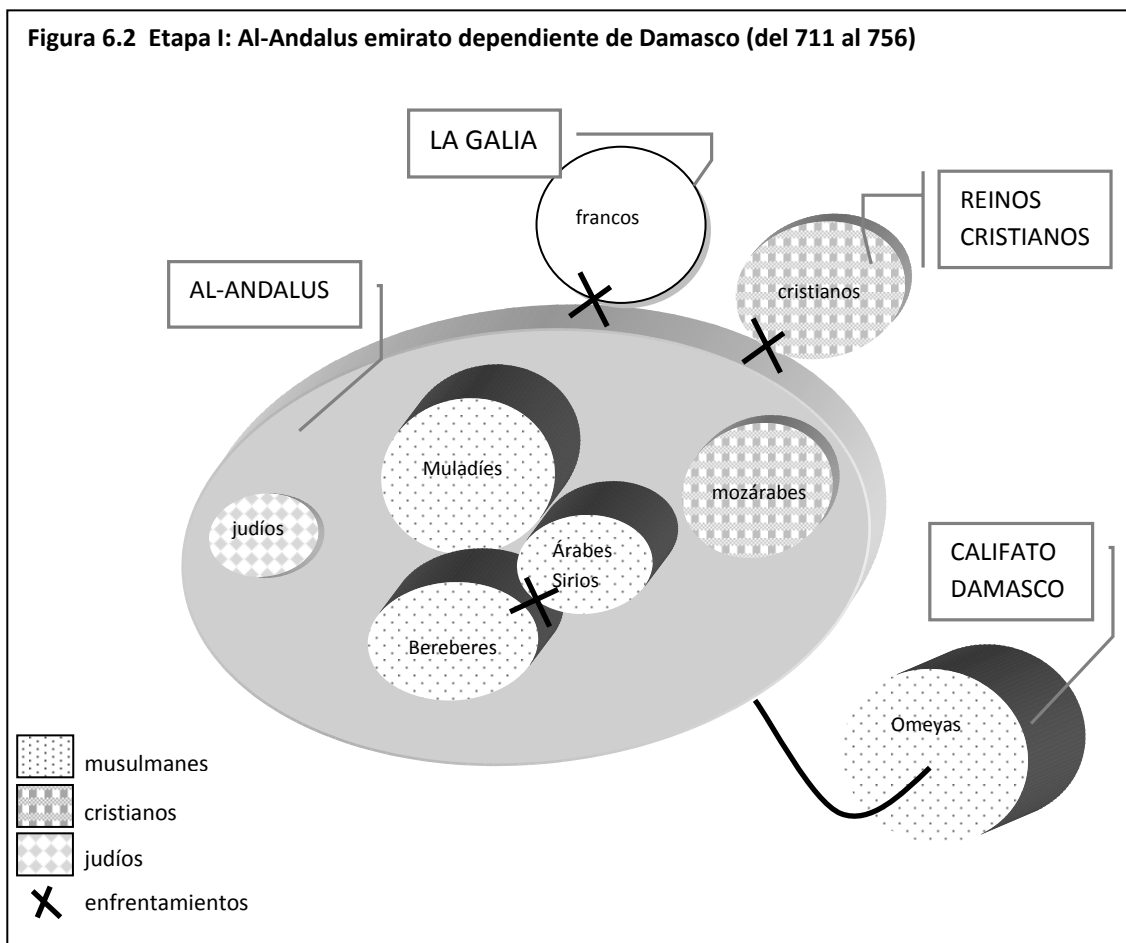 Figura 6.2  Etapa I: Al-Andalus emirato dependiente de Damasco (del 711 al 756)
LA GALIA
francos
REINOS
CRISTIANOS
cristianos
AL-ANDALUS
Muladíes
mozárabes
judíos
Árabes
Sirios
Bereberes
CALIFATO
DAMASCO
Omeyas
musulmanes
cristianos
judíos
enfrentamientos